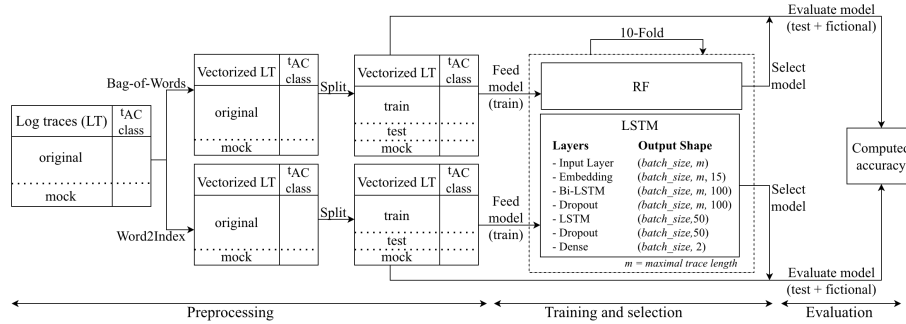 Log traces (LT)
tAC
class
original
mock
Bag-of-Words
Word2Index
Vectorized LT
tAC
class
original
mock
Split
Vectorized LT
tAC
class
train
test
mock
Vectorized LT
tAC
class
original
mock
Split
Vectorized LT
tAC
class
train
test
mock
Feed
model
(train)
Feed
model
(train)
10-Fold
RF
LSTM
Layers Output Shape
- Input Layer (batch_size, m)
- Embedding (batch_size, m, 15)
- Bi-LSTM (batch_size, m, 100)
- Dropout (batch_size, m, 100)
- LSTM (batch_size,50)
- Dropout (batch_size,50)
- Dense (batch_size, 2)
m = maximal trace length
Select
model
Select
model
Evaluate model
(test + fictional)
Computed
accuracy
Evaluate model
(test + fictional)
Preprocessing
Training and selection
Evaluation